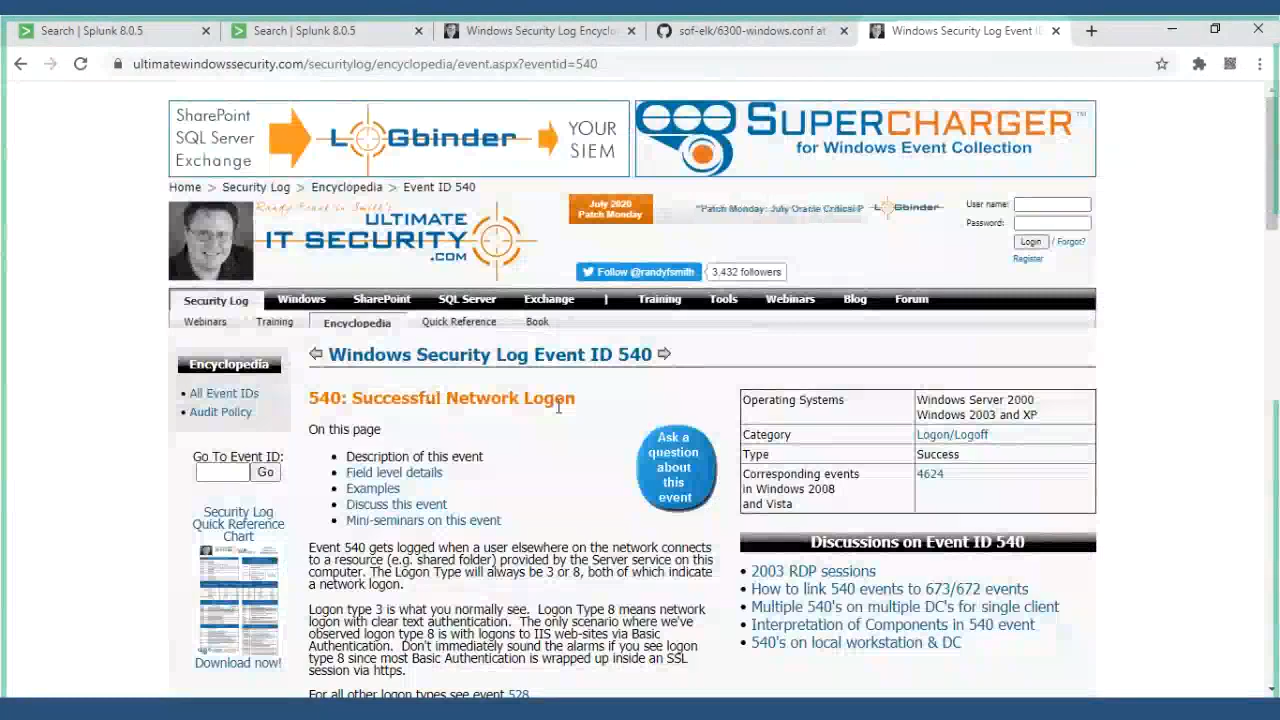 Search | Splunk 8.0.5
Search | Splunk 8.0.5
Windows Security Log Encyclo
sof-elk/6300-windows.conf at
Windows Security Log Event ID
ultimatewindowssecurity.com/securitylog/encyclopedia/event.aspx?eventid=540
SharePoint
SQL Server
Exchange
LOGbinder
YOUR
SIEM
SUPERCHARGER™
for Windows Event Collection
Home > Security Log > Encyclopedia > Event ID 540
ULTIMATE
IT SECURITY
.COM
July 2020
Patch Monday
"Patch Monday: July Oracle Critical P
LOGbinder
User name:
Password:
Login / Forgot?
Register
Follow @randyfsmith
3,432 followers
Security Log Windows SharePoint SQL Server Exchange | Training Tools Webinars Blog Forum
Webinars Training Encyclopedia Quick Reference Book
Encyclopedia
• All Event IDs
• Audit Policy
Go To Event ID:
Go
Security Log
Quick Reference
Chart
Download now!
Windows Security Log Event ID 540
540: Successful Network Logon
On this page
• Description of this event
• Field level details
• Examples
• Discuss this event
• Mini-seminars on this event
Ask a
question
about
this
event
Event 540 gets logged when a user elsewhere on the network connects
to a resource (e.g. shared folder) provided by the Server service on this
computer. The Logon Type will always be 3 or 8, both of which indicate
a network logon.
Logon type 3 is what you normally see. Logon Type 8 means network
logon with clear text authentication. The only scenario where we've
observed logon type 8 is with logons to IIS web-sites via Basic
Authentication. Don't immediately sound the alarms if you see logon
type 8 since most Basic Authentication is wrapped up inside an SSL
session via https.
For all other logon types see event 528.
Operating Systems
Windows Server 2000
Windows 2003 and XP
Category
Logon/Logoff
Type
Success
Corresponding events
in Windows 2008
and Vista
4624
Discussions on Event ID 540
• 2003 RDP sessions
• How to link 540 events to 673/672 events
• Multiple 540's on multiple DC's for single client
• Interpretation of Components in 540 event
• 540's on local workstation & DC